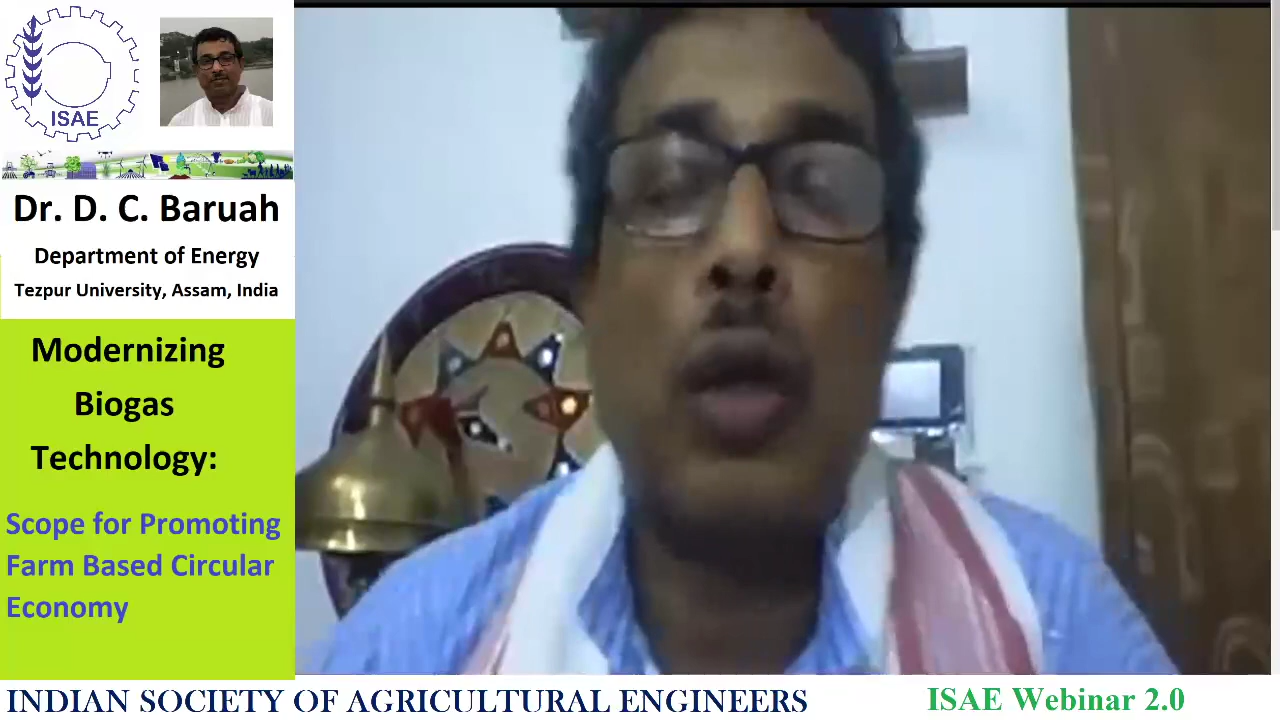 ISAE
Dr. D. C. Baruah
Department of Energy
Tezpur University, Assam, India
Modernizing
Biogas
Technology:
Scope for Promoting
Farm Based Circular
Economy
INDIAN SOCIETY OF AGRICULTURAL ENGINEERS
ISAE Webinar 2.0